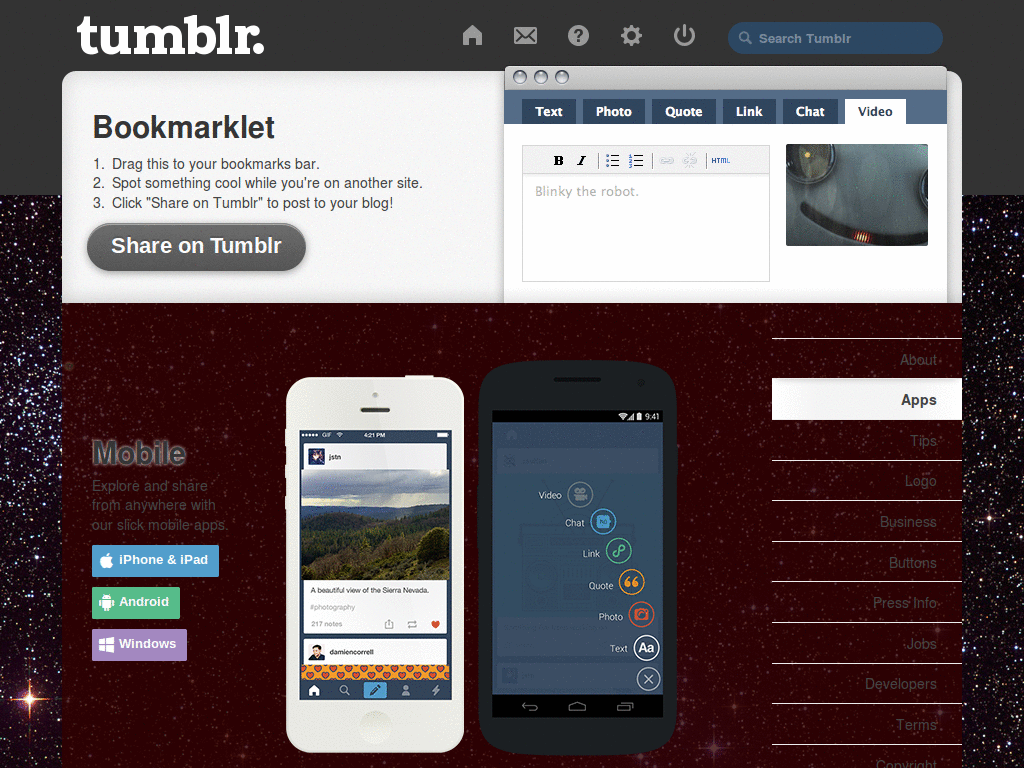 tumblr.
Search Tumblr
Bookmarklet
1. Drag this to your bookmarks bar.
2. Spot something cool while you're on another site.
3. Click "Share on Tumblr" to post to your blog!
Share on Tumblr
Text Photo Quote Link Chat Video
B I HTML
Blinky the robot.
About
Apps
Tips
Logo
Business
Buttons
Press Info
Jobs
Developers
Terms
Copyright
Mobile
Explore and share
from anywhere with
our slick mobile apps.
iPhone & iPad
Android
Windows
GIF 4:21 PM
jstn
A beautiful view of the Sierra Nevada.
#photography
217 notes
damiencorrell
9:41
Video
Chat
Link
Quote
Photo
Text Aa